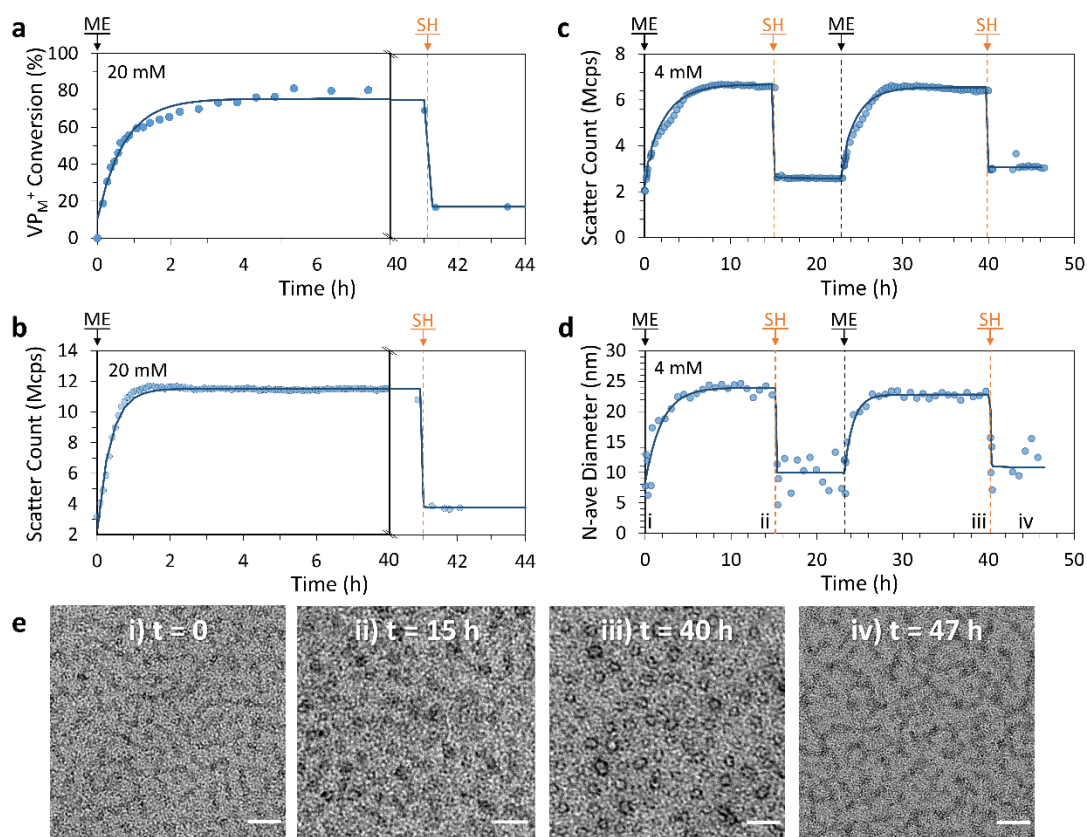 a
ME
SH
20 mM
VPM+ Conversion (%)
100
80
60
40
20
0
0 2 4 6 40 42 44
Time (h)
c
ME SH ME SH
4 mM
Scatter Count (Mcps)
8
6
4
2
0
0 10 20 30 40 50
Time (h)
b
ME
SH
20 mM
Scatter Count (Mcps)
14
12
10
8
6
4
2
0 2 4 6 40 42 44
Time (h)
d
ME SH ME SH
4 mM
N-ave Diameter (nm)
30
25
20
15
10
5
0
i ii iii iv
0 10 20 30 40 50
Time (h)
e
i) t = 0
ii) t = 15 h
iii) t = 40 h
iv) t = 47 h